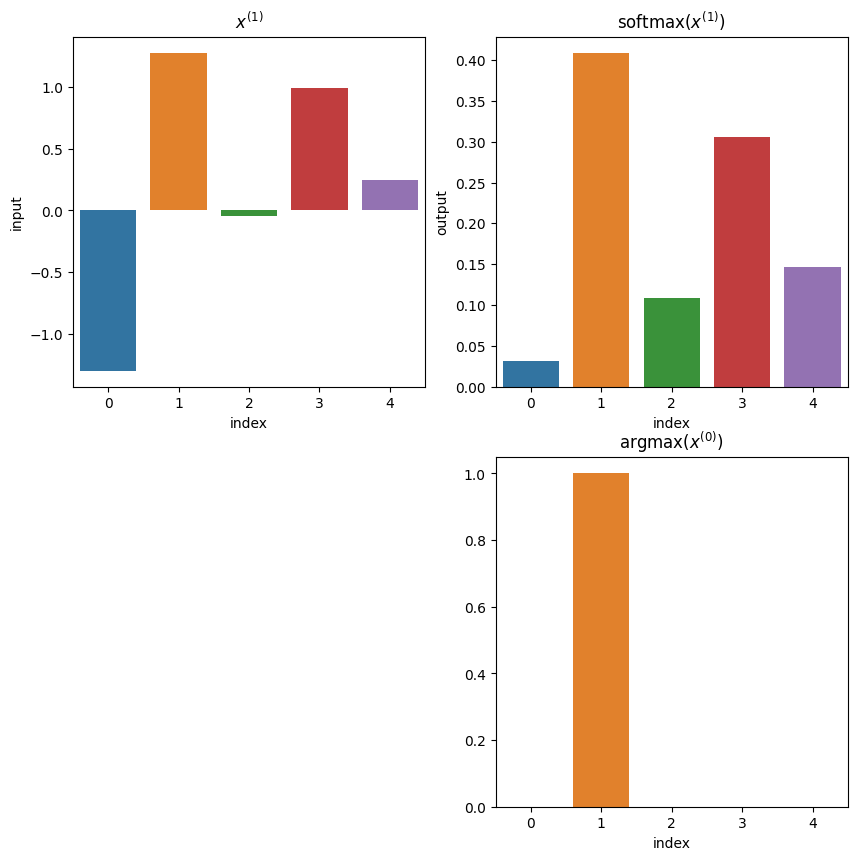 x^(1)
1.0
0.5
0.0
−0.5
−1.0
input
0 1 2 3 4
index
softmax(x^(1))
0.40
0.35
0.30
0.25
0.20
0.15
0.10
0.05
0.00
output
0 1 2 3 4
index
argmax(x^(0))
1.0
0.8
0.6
0.4
0.2
0.0
0 1 2 3 4
index